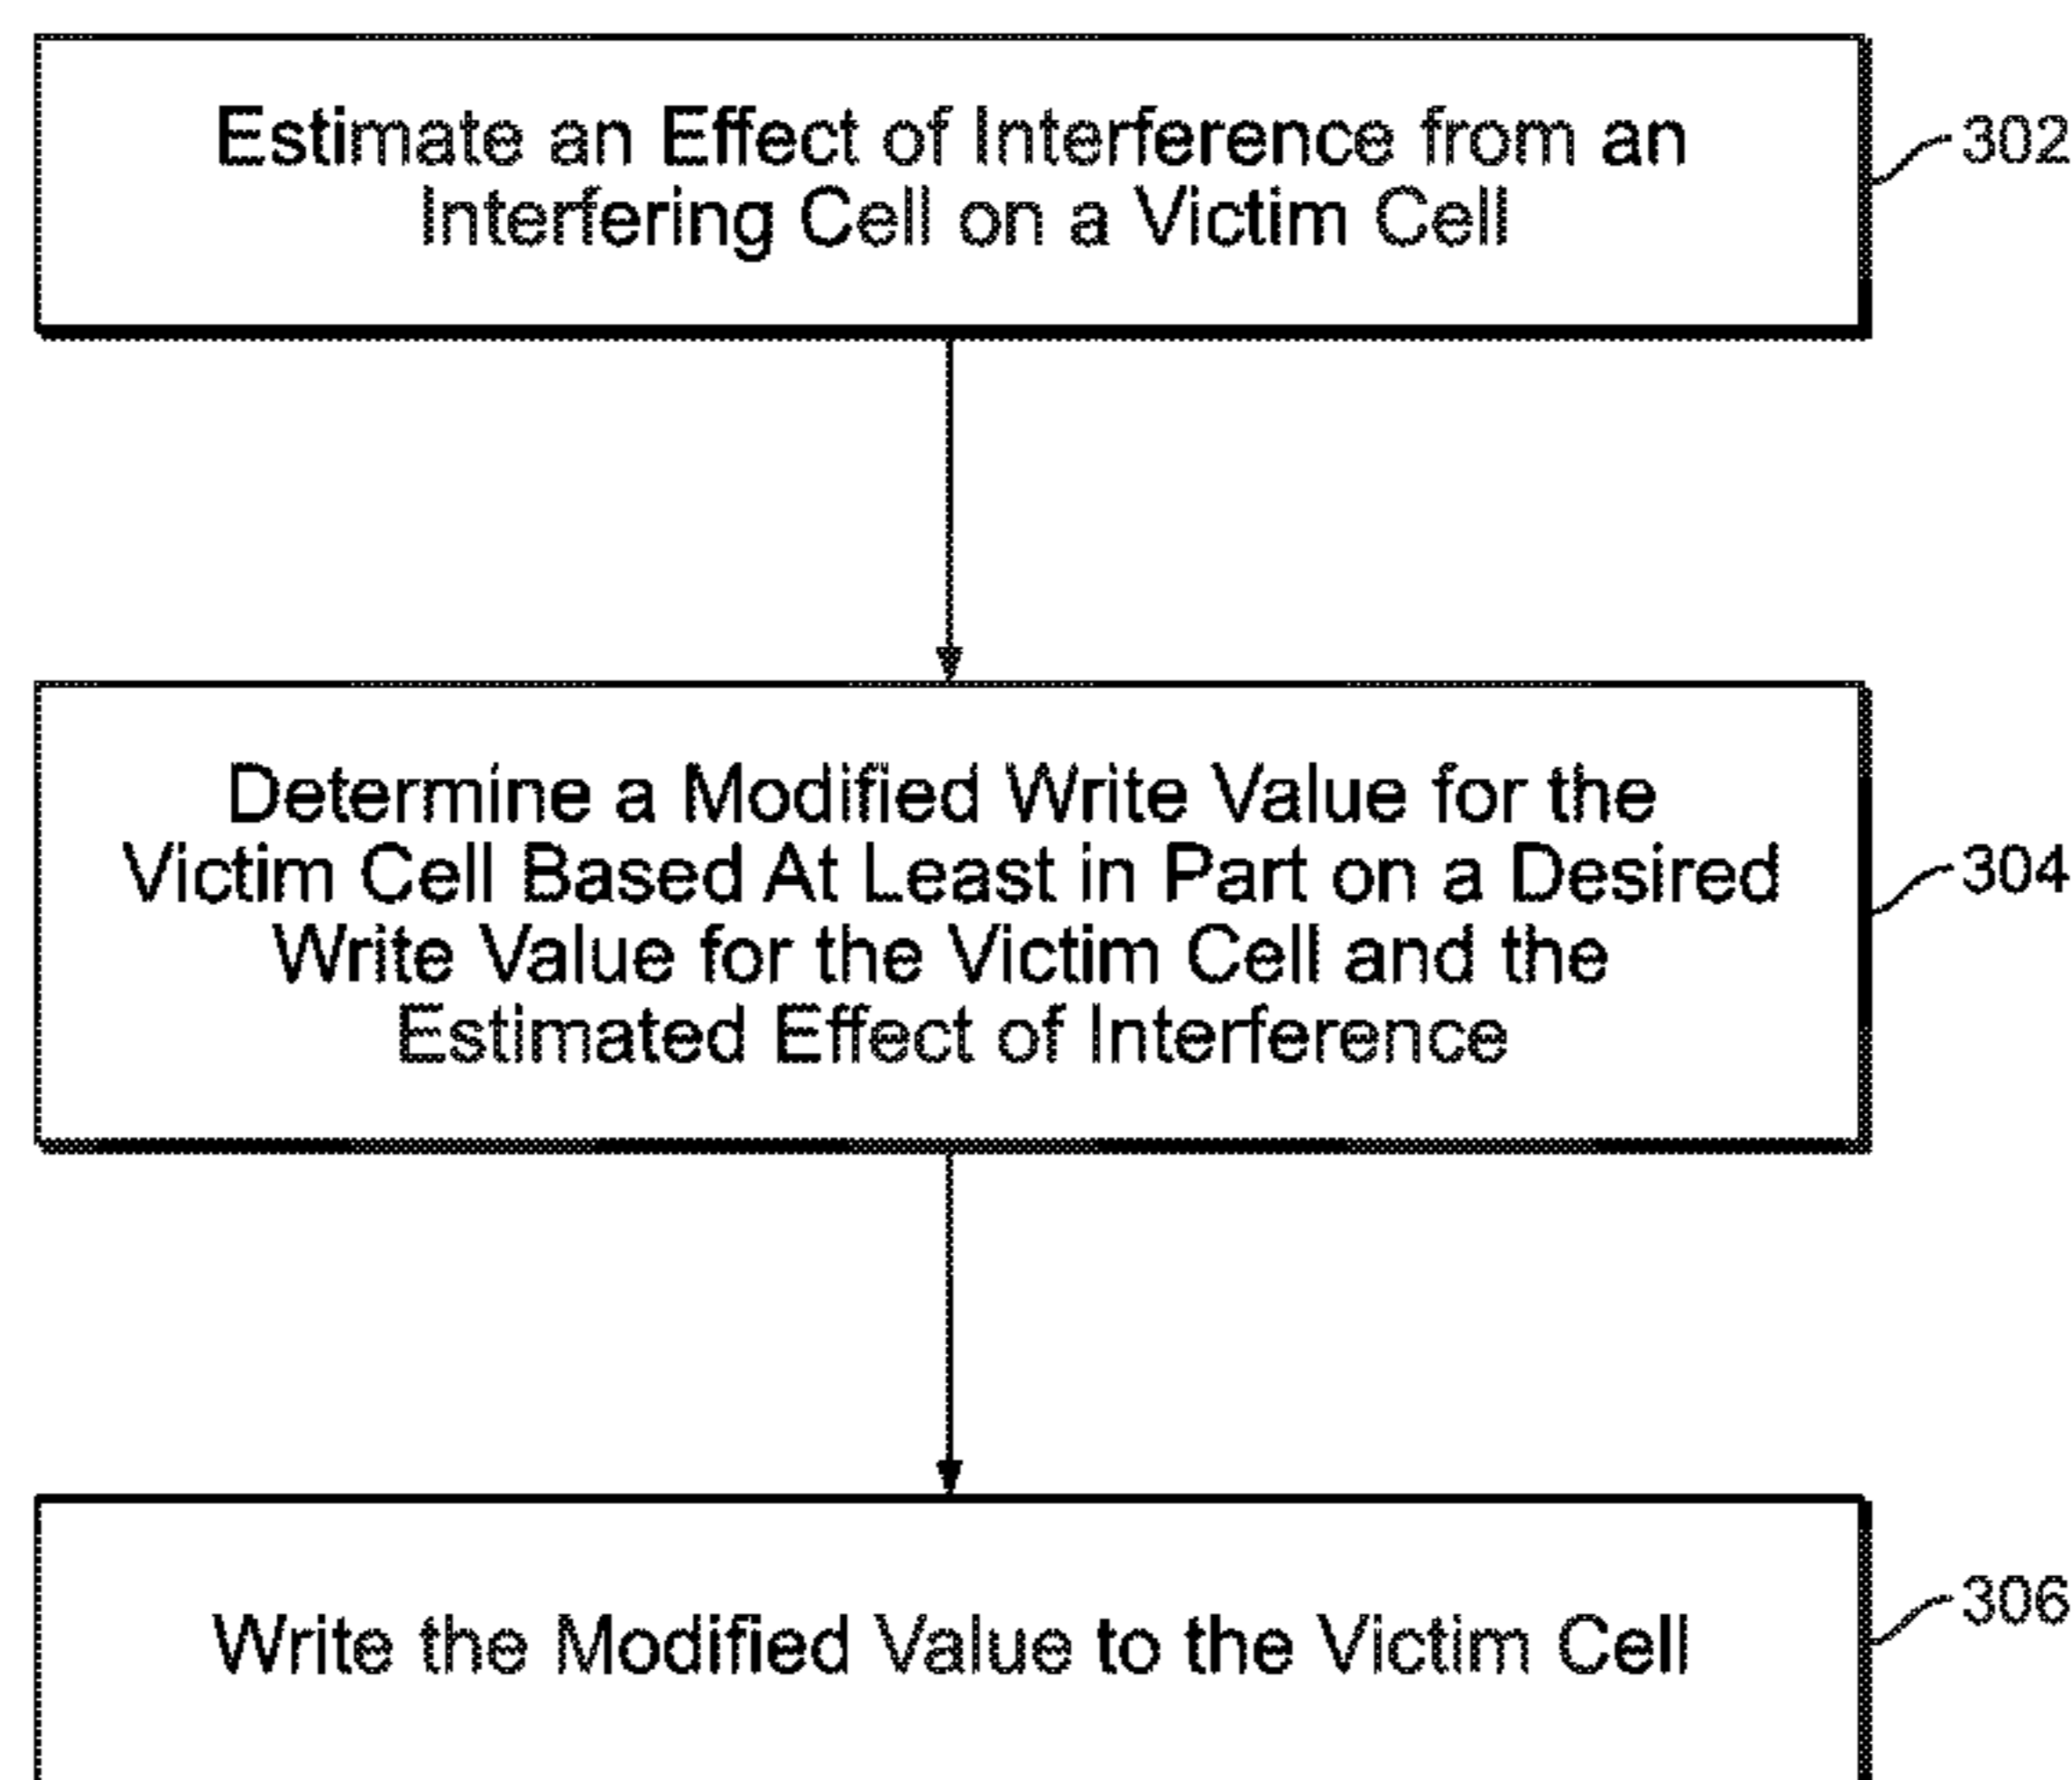 Estimate an Effect of Interference from an
Interfering Cell on a Victim Cell
302
Determine a Modified Write Value for the
Victim Cell Based At Least in Part on a Desired
Write Value for the Victim Cell and the
Estimated Effect of Interference
304
Write the Modified Value to the Victim Cell
306